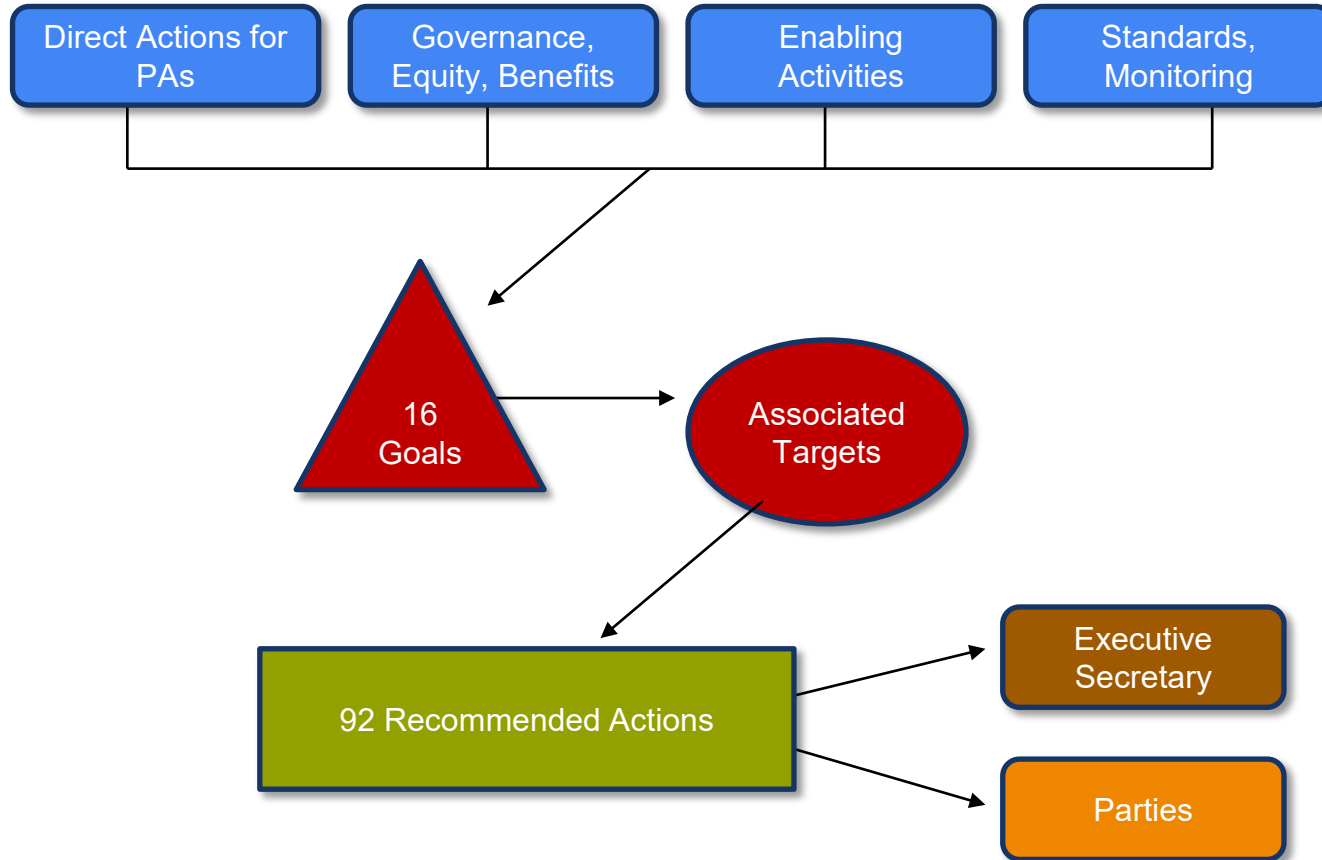 Direct Actions for
PAs
Governance,
Equity, Benefits
Enabling
Activities
Standards,
Monitoring
16
Goals
Associated
Targets
92 Recommended Actions
Executive
Secretary
Parties